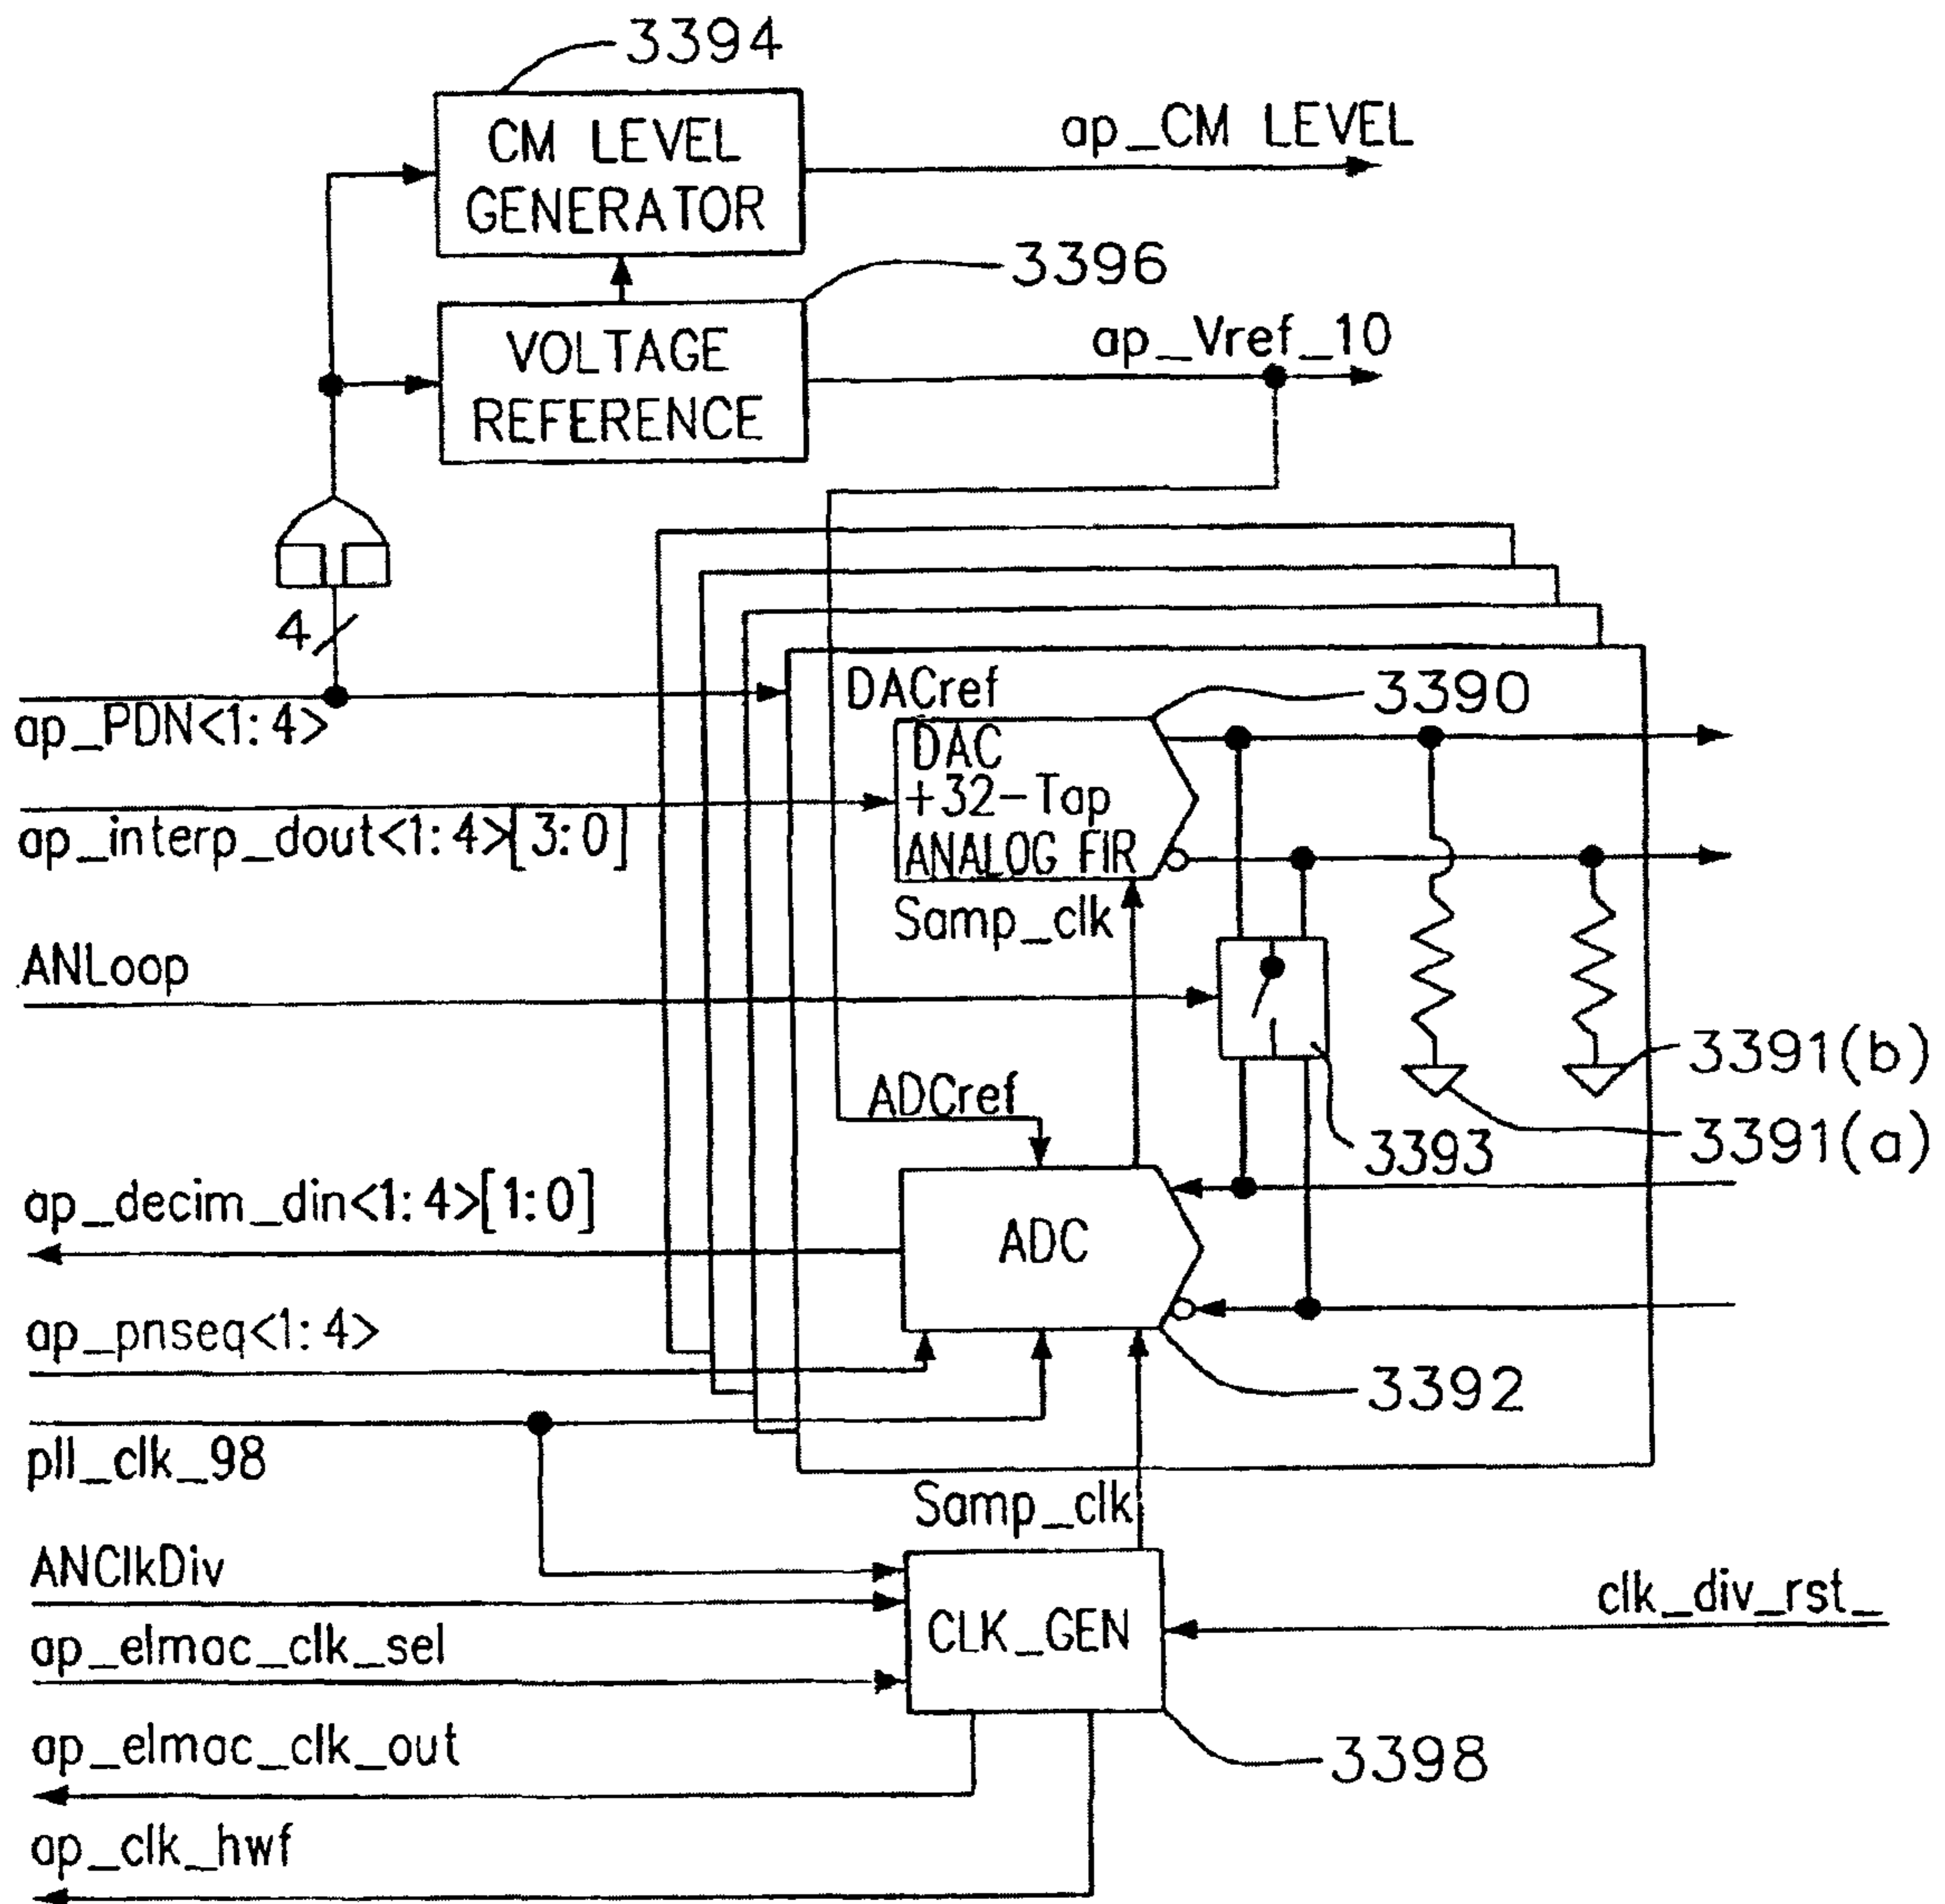 3394
CM LEVEL
GENERATOR
ap_CM LEVEL
3396
VOLTAGE
REFERENCE
ap_Vref_10
4
ap_PDN<1:4>
DACref
3390
DAC
+32-Tap
ANALOG FIR
ap_interp_dout<1:4>[3:0]
Samp_clk
ANLoop
3391(b)
ADCref
3393
3391(a)
ap_decim_din<1:4>[1:0]
ADC
ap_pnseq<1:4>
3392
pll_clk_98
Samp_clk
ANClkDiv
clk_div_rst_
CLK_GEN
ap_elmac_clk_sel
ap_elmac_clk_out
3398
ap_clk_hwf